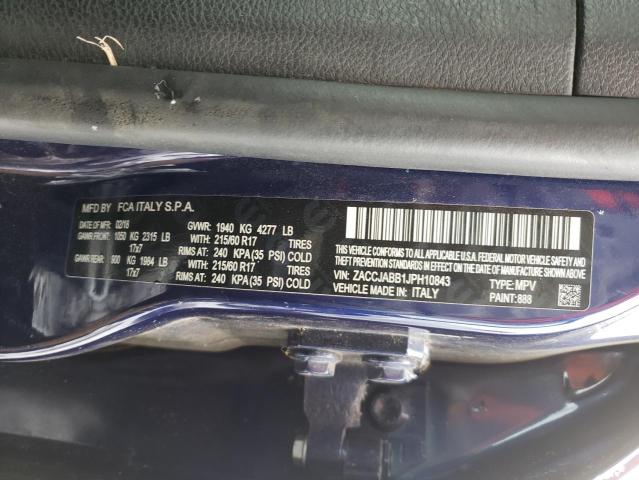 MFD BY FCA ITALY S.P.A.
DATE OF MFR: 02/18 GVWR: 1940 KG 4277 LB
GAWR FRONT: 1050 KG 2315 LB WITH: 215/60 R17 TIRES
17x7 RIMS AT: 240 KPA(35 PSI) COLD
GAWR REAR: 900 KG 1984 LB WITH: 215/60 R17 TIRES
17x7 RIMS AT: 240 KPA(35 PSI) COLD
THIS VEHICLE CONFORMS TO ALL APPLICABLE U.S. FEDERAL MOTOR
VEHICLE SAFETY, BUMPER, AND THEFT PREVENTION STANDARDS
IN EFFECT ON THE DATE OF MANUFACTURE SHOWN ABOVE.
VIN: ZACCJABB1JPH10843 TYPE: MPV
VEHICLE MADE IN: ITALY PAINT: 888